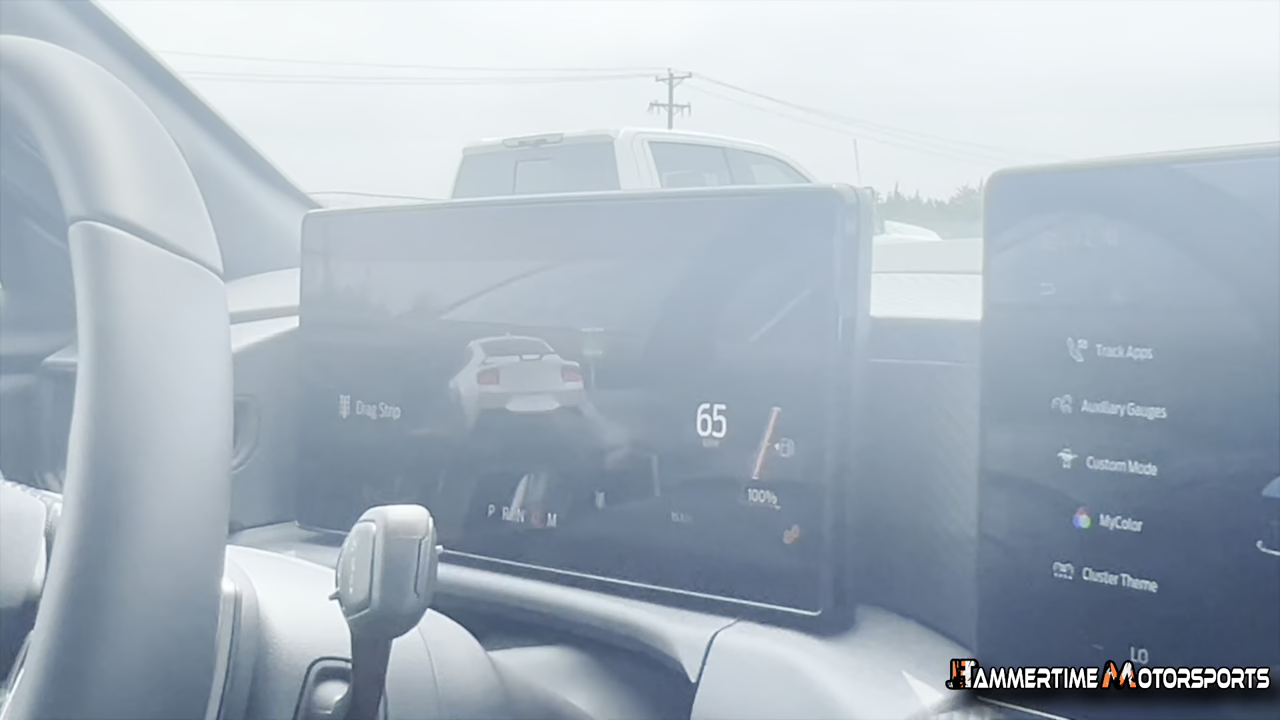 Drag Strip
65
100%
P R N M
Track Apps
Auxiliary Gauges
Custom Mode
MyColor
Cluster Theme
LO
HAMMERTIME MOTORSPORTS